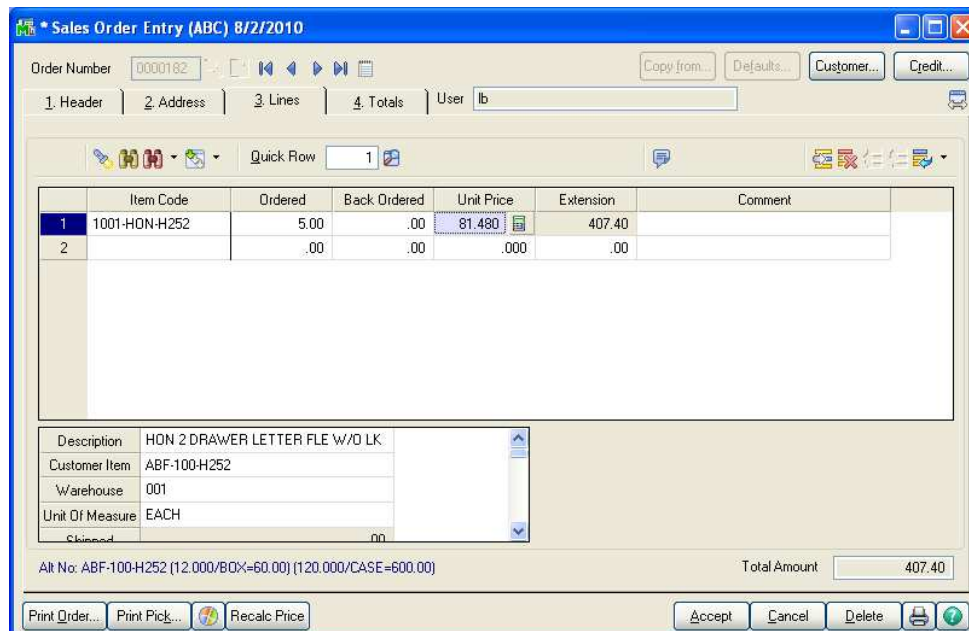 * Sales Order Entry (ABC) 8/2/2010
Order Number 0000182 Copy from... Defaults... Customer... Credit...
1. Header 2. Address 3. Lines 4. Totals User lb
Quick Row 1
Item Code Ordered Back Ordered Unit Price Extension Comment
1 1001-HON-H252 5.00 .00 81.480 407.40
2 .00 .00 .000 .00
Description HON 2 DRAWER LETTER FLE W/O LK
Customer Item ABF-100-H252
Warehouse 001
Unit Of Measure EACH
Shipped .00
Alt No: ABF-100-H252 (12.000/BOX=60.00) (120.000/CASE=600.00) Total Amount 407.40
Print Order... Print Pick... Recalc Price Accept Cancel Delete